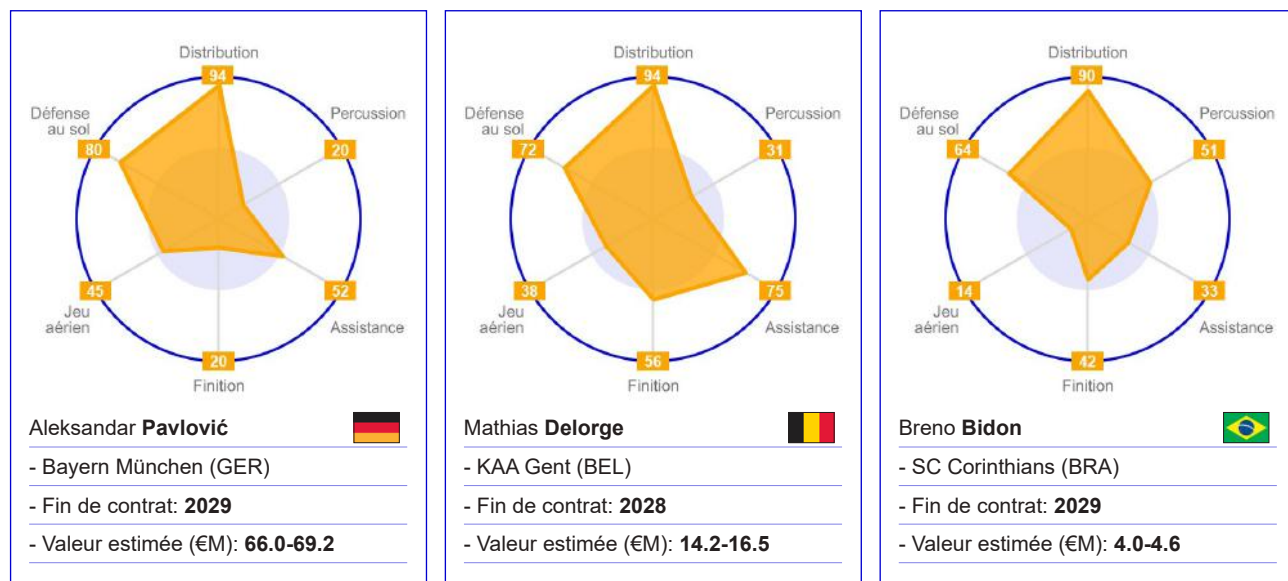 Distribution
94
Défense
au sol
Percussion
80
20
45
52
Jeu
aérien
Assistance
20
Finition
Aleksandar Pavlović
- Bayern München (GER)
- Fin de contrat: 2029
- Valeur estimée (€M): 66.0-69.2
Distribution
94
Défense
au sol
Percussion
72
31
38
75
Jeu
aérien
Assistance
56
Finition
Mathias Delorge
- KAA Gent (BEL)
- Fin de contrat: 2028
- Valeur estimée (€M): 14.2-16.5
Distribution
90
Défense
au sol
Percussion
64
51
14
33
Jeu
aérien
Assistance
42
Finition
Breno Bidon
- SC Corinthians (BRA)
- Fin de contrat: 2029
- Valeur estimée (€M): 4.0-4.6